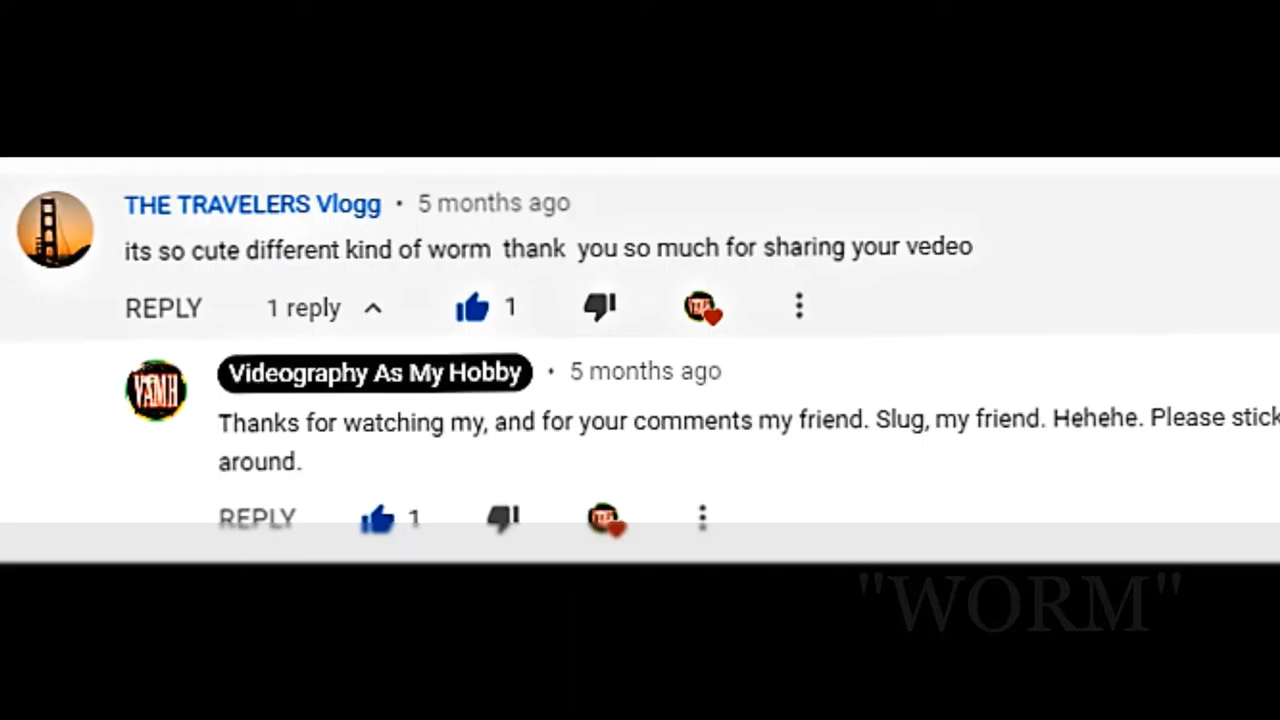 THE TRAVELERS Vlogg • 5 months ago
its so cute different kind of worm thank you so much for sharing your vedeo
REPLY 1 reply 1
VAMH Videography As My Hobby • 5 months ago
Thanks for watching my, and for your comments my friend. Slug, my friend. Hehehe. Please stick
around.
REPLY 1
"WORM"